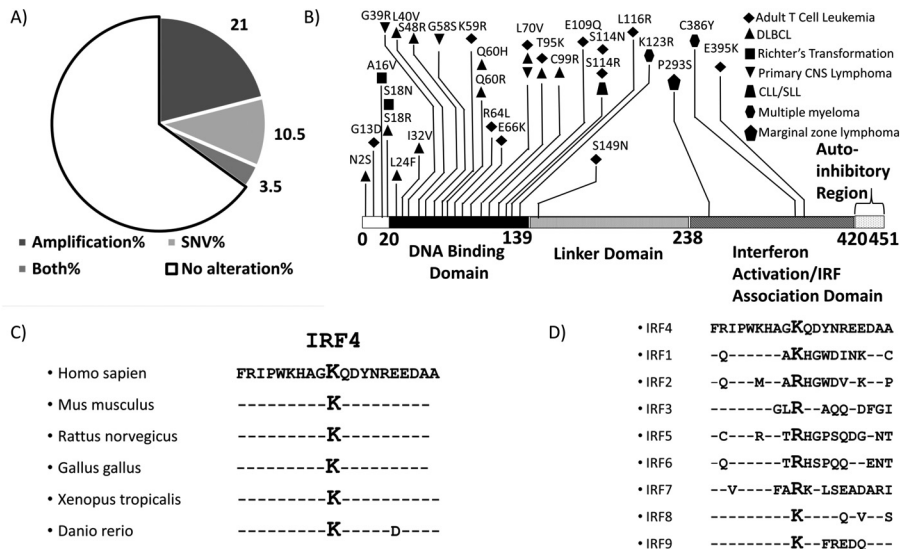 A)
21
10.5
3.5
Amplification%
SNV%
Both%
No alteration%
B)
G39R
L40V
S48R
G58S
K59R
L70V
E109Q
L116R
C386Y
A16V
Q60H
T95K
S114N
K123R
E395K
S18N
Q60R
C99R
S114R
P293S
G13D
S18R
I32V
R64L
E66K
N2S
L24F
S149N
Adult T Cell Leukemia
DLBCL
Richter's Transformation
Primary CNS Lymphoma
CLL/SLL
Multiple myeloma
Marginal zone lymphoma
Auto-
inhibitory
Region
0 20 139 238 420 451
DNA Binding
Domain
Linker Domain
Interferon
Activation/IRF
Association Domain
C)
IRF4
• Homo sapien FRIPWKHAGKQDYNREEDAA
• Mus musculus ---------K----------
• Rattus norvegicus ---------K----------
• Gallus gallus ---------K----------
• Xenopus tropicalis ---------K----------
• Danio rerio ---------K------D---
D)
• IRF4 FRIPWKHAGKQDYNREEDAA
• IRF1 -Q------AKHGWDINK--C
• IRF2 -Q---M--ARHGWDV-K--P
• IRF3 -------GLR--AQQ-DFGI
• IRF5 -C---R--TRHGPSQDG-NT
• IRF6 -Q------TRHSPQQ--ENT
• IRF7 --V----FARK-LSEADARI
• IRF8 ---------K----Q-V--S
• IRF9 ---------K--FREDQ---